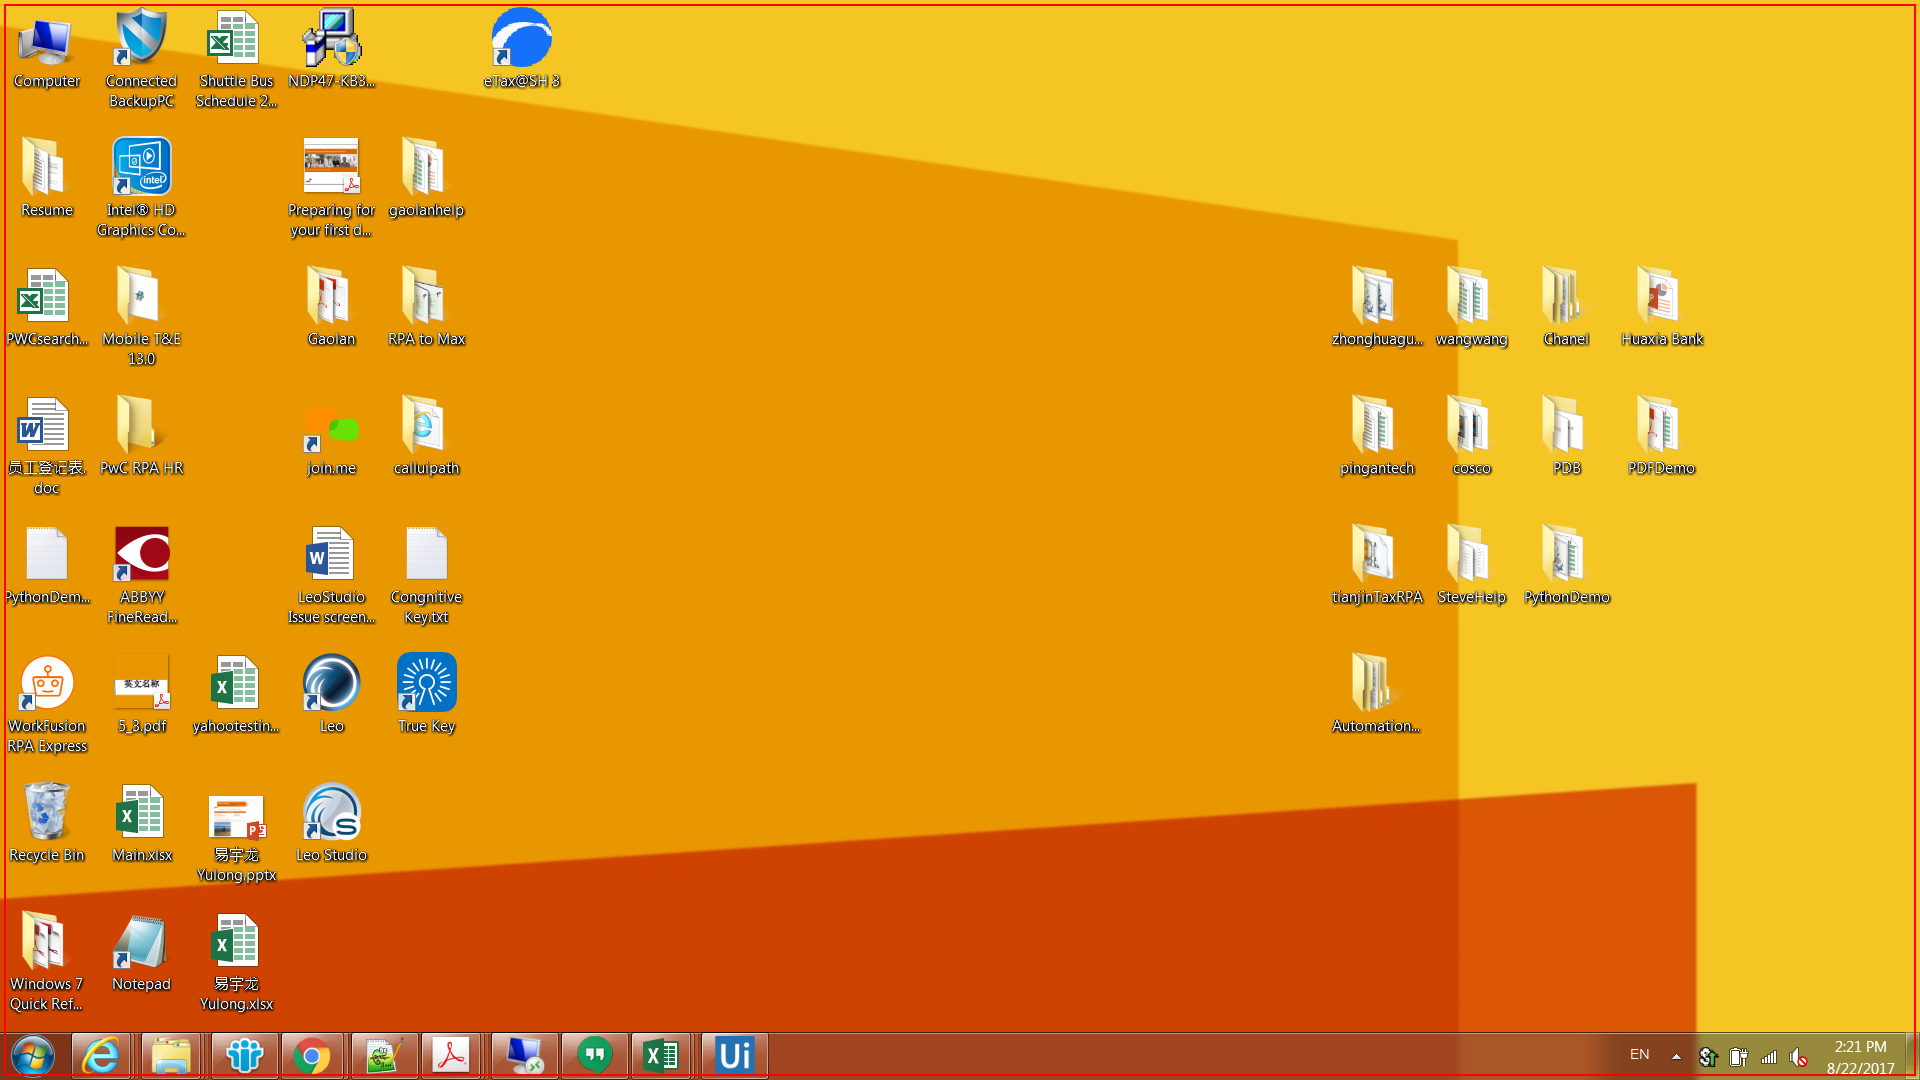 Computer
Connected
BackupPC
Shuttle Bus
Schedule 2...
NDP47-KB3...
eTax@SH 3
Resume
Intel® HD
Graphics Co...
intel
Preparing for
your first d...
gaolanhelp
PWCsearch...
Mobile T&E
13.0
Gaolan
RPA to Max
zhonghuagu...
wangwang
Chanel
Huaxia Bank
员工登记表.
doc
PwC RPA HR
join.me
calluipath
pingantech
cosco
PDB
PDFDemo
PythonDem...
ABBYY
FineRead...
LeoStudio
Issue screen...
Congnitive
Key.txt
tianjinTaxRPA
SteveHelp
PythonDemo
WorkFusion
RPA Express
英文名称
5_3.pdf
yahootestin...
Leo
True Key
Automation...
Recycle Bin
Main.xlsx
易宇龙
Yulong.pptx
Leo Studio
Windows 7
Quick Ref...
Notepad
易宇龙
Yulong.xlsx
Ui
EN
2:21 PM
8/22/2017